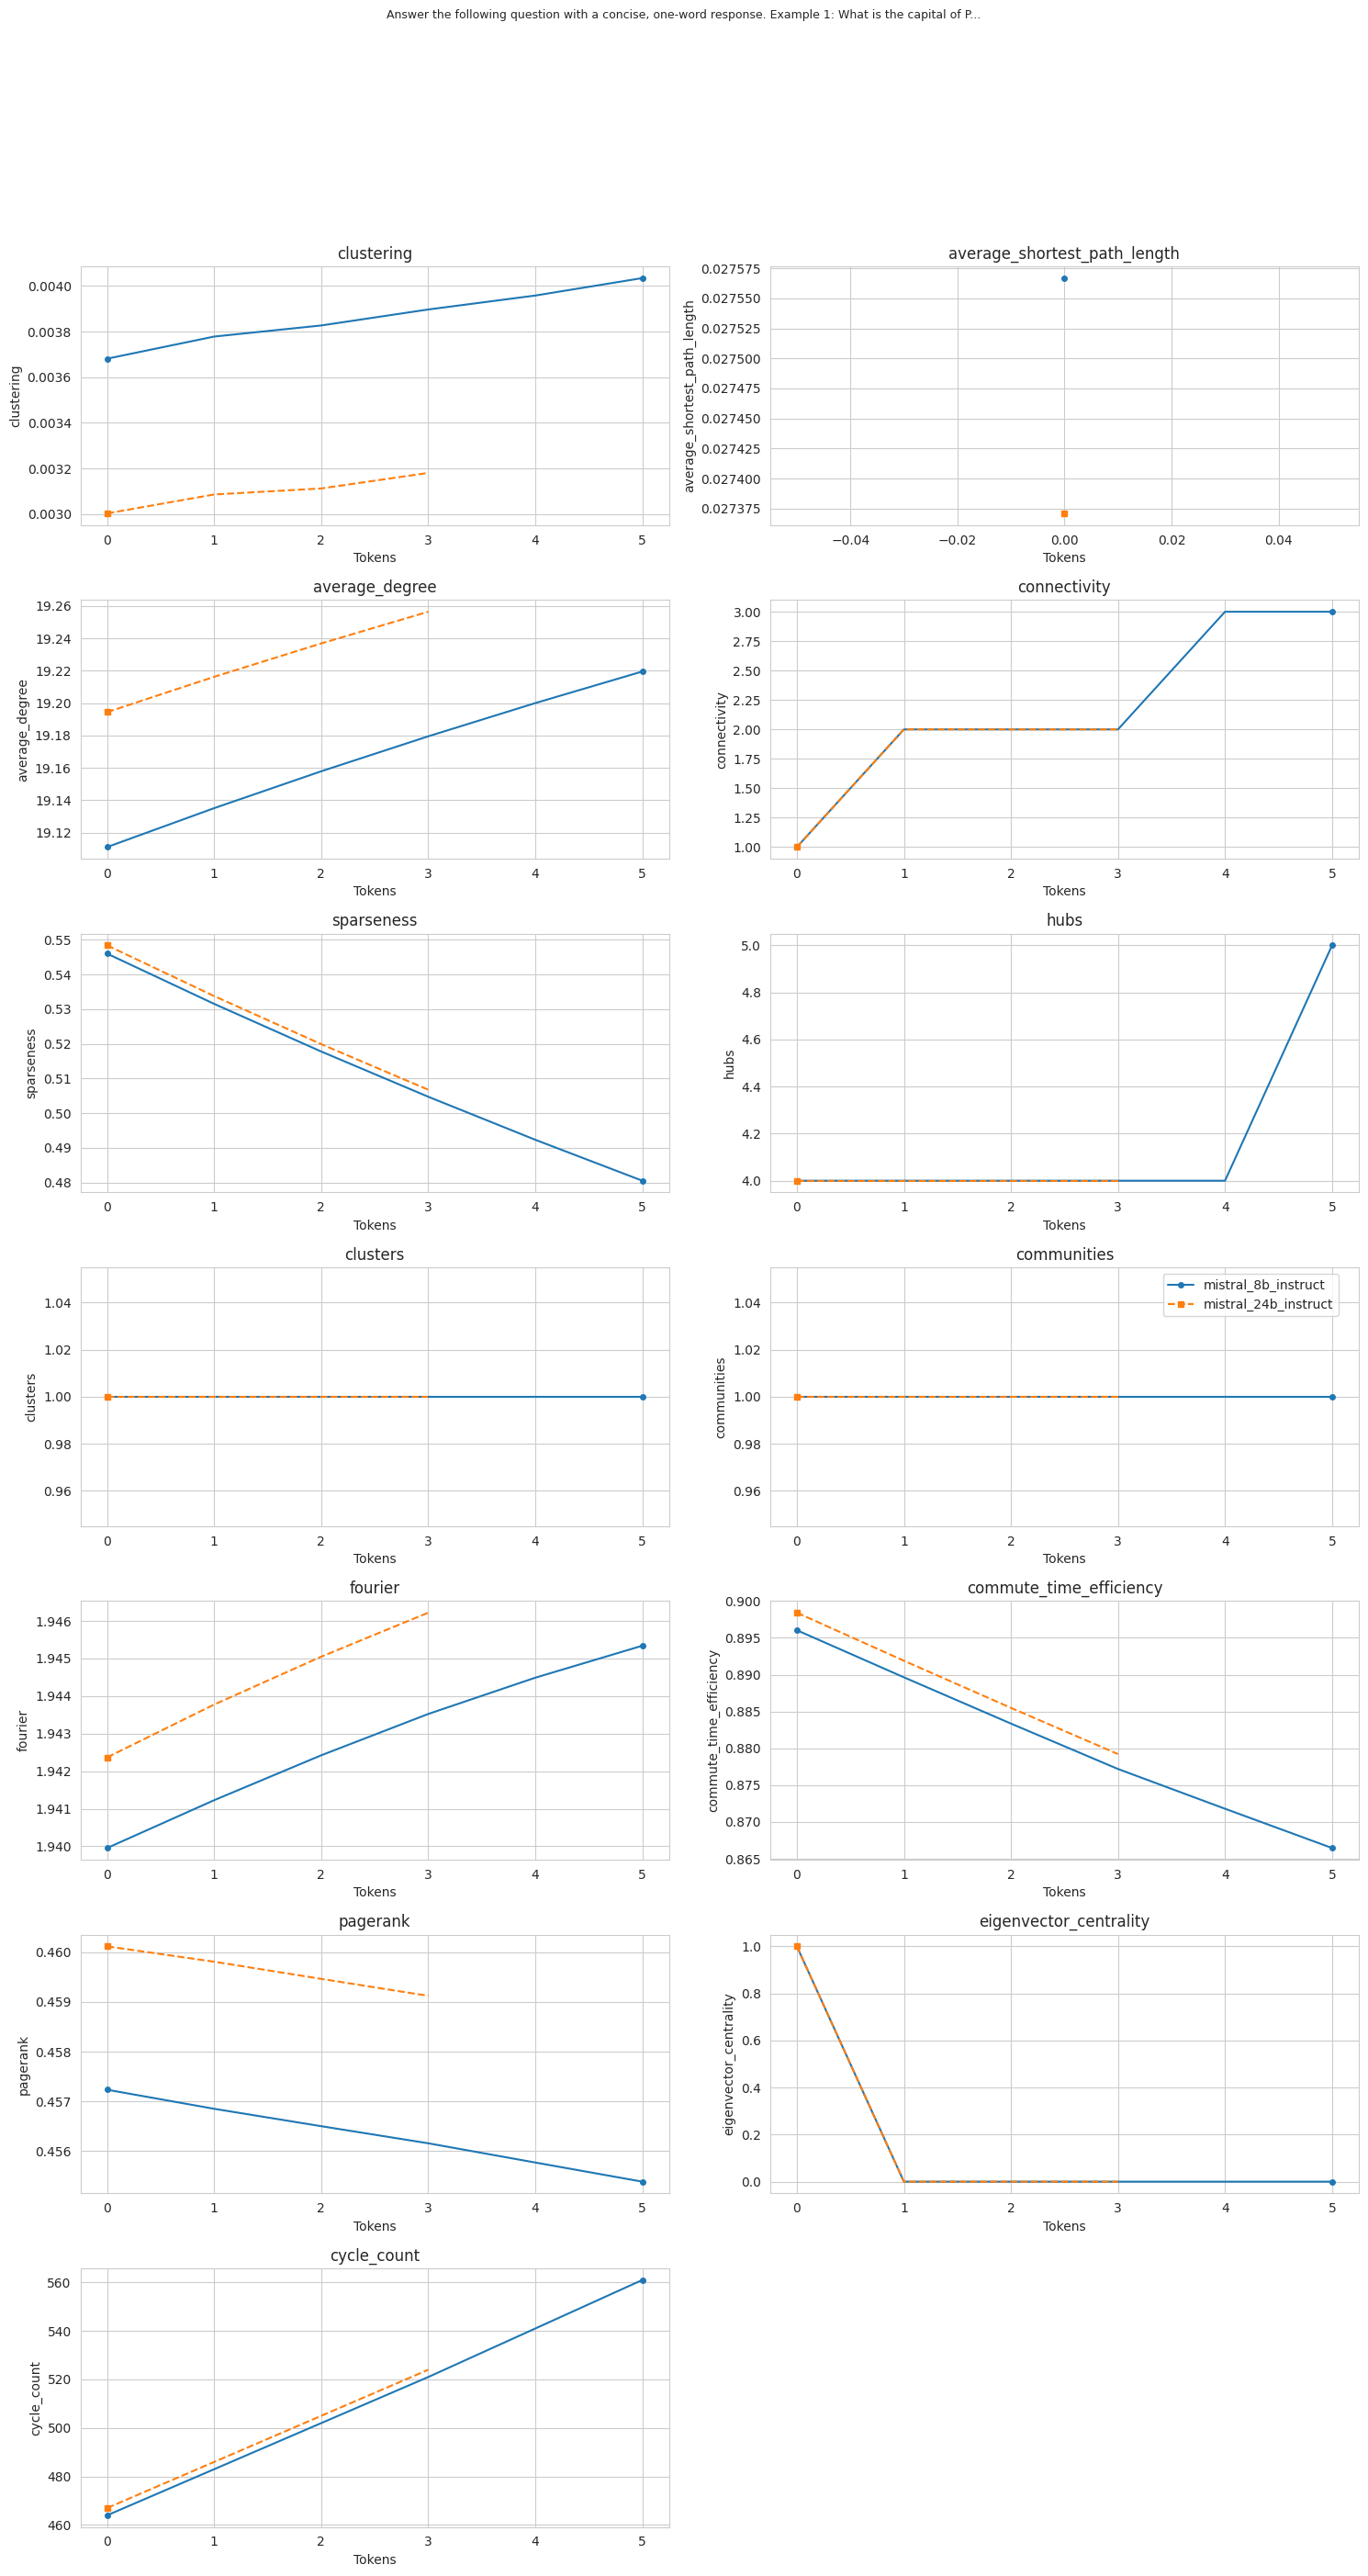 Answer the following question with a concise, one-word response. Example 1: What is the capital of P...
clustering
clustering
0.0040
0.0038
0.0036
0.0034
0.0032
0.0030
0 1 2 3 4 5
Tokens
average_shortest_path_length
average_shortest_path_length
0.027575
0.027550
0.027525
0.027500
0.027475
0.027450
0.027425
0.027400
0.027375
−0.04 −0.02 0.00 0.02 0.04
Tokens
average_degree
average_degree
19.26
19.24
19.22
19.20
19.18
19.16
19.14
19.12
0 1 2 3 4 5
Tokens
connectivity
connectivity
3.00
2.75
2.50
2.25
2.00
1.75
1.50
1.25
1.00
0 1 2 3 4 5
Tokens
sparseness
sparseness
0.55
0.54
0.53
0.52
0.51
0.50
0.49
0.48
0 1 2 3 4 5
Tokens
hubs
hubs
5.0
4.8
4.6
4.4
4.2
4.0
0 1 2 3 4 5
Tokens
clusters
clusters
1.04
1.02
1.00
0.98
0.96
0 1 2 3 4 5
Tokens
communities
communities
1.04
1.02
1.00
0.98
0.96
mistral_8b_instruct
mistral_24b_instruct
0 1 2 3 4 5
Tokens
fourier
fourier
1.946
1.945
1.944
1.943
1.942
1.941
1.940
0 1 2 3 4 5
Tokens
commute_time_efficiency
commute_time_efficiency
0.900
0.895
0.890
0.885
0.880
0.875
0.870
0.865
0 1 2 3 4 5
Tokens
pagerank
pagerank
0.460
0.459
0.458
0.457
0.456
0 1 2 3 4 5
Tokens
eigenvector_centrality
eigenvector_centrality
1.0
0.8
0.6
0.4
0.2
0.0
0 1 2 3 4 5
Tokens
cycle_count
cycle_count
560
540
520
500
480
460
0 1 2 3 4 5
Tokens